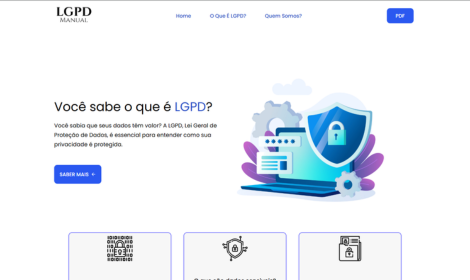 LGPD
MANUAL
Home
O Que É LGPD?
Quem Somos?
PDF
Você sabe o que é LGPD?
Você sabia que seus dados têm valor? A LGPD, Lei Geral de
Proteção de Dados, é essencial para entender como sua
privacidade é protegida.
SABER MAIS